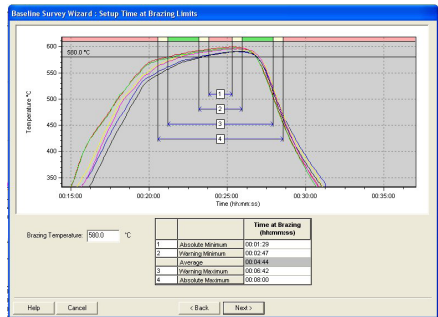 Baseline Survey Wizard : Setup Time at Brazing Limits
600
580.0 °C
550
500
450
400
350
Temperature °C
1
2
3
4
00:15:00
00:20:00
00:25:00
00:30:00
00:35:00
Time (hh:mm:ss)
Brazing Temperature: 580.0 °C
Time at Brazing (hh:mm:ss)
1 Absolute Minimum 00:01:29
2 Warning Minimum 00:02:47
Average 00:04:44
3 Warning Maximum 00:06:42
4 Absolute Maximum 00:08:00
Help
Cancel
< Back
Next >